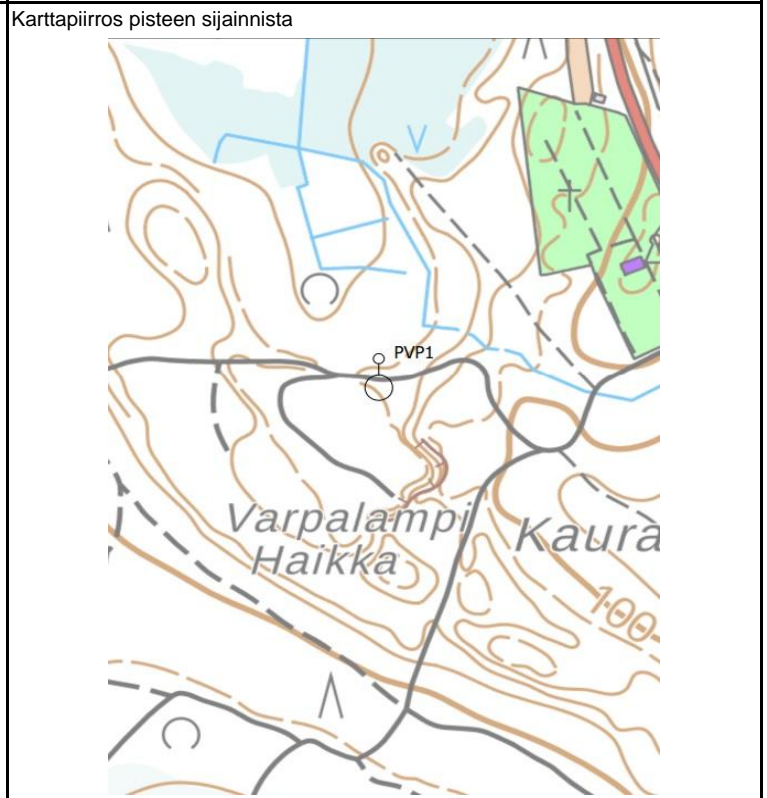 Karttapiirros pisteen sijainnista
PVP1
Varpalampi
Haikka
Kaura
100